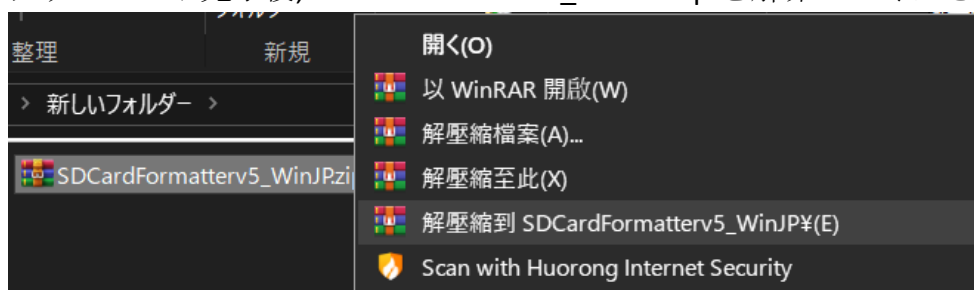 整理
新規
> 新しいフォルダー >
SDCardFormatterv5_WinJP.zip
開く(O)
以 WinRAR 開啟(W)
解壓縮檔案(A)...
解壓縮至此(X)
解壓縮到 SDCardFormatterv5_WinJP¥(E)
Scan with Huorong Internet Security